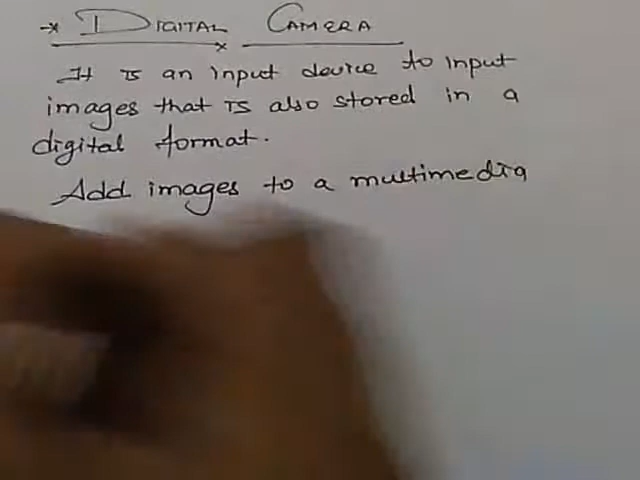 DIGITAL CAMERA
It is an input device to input
images that is also stored in a
digital format.
Add images to a multimedia